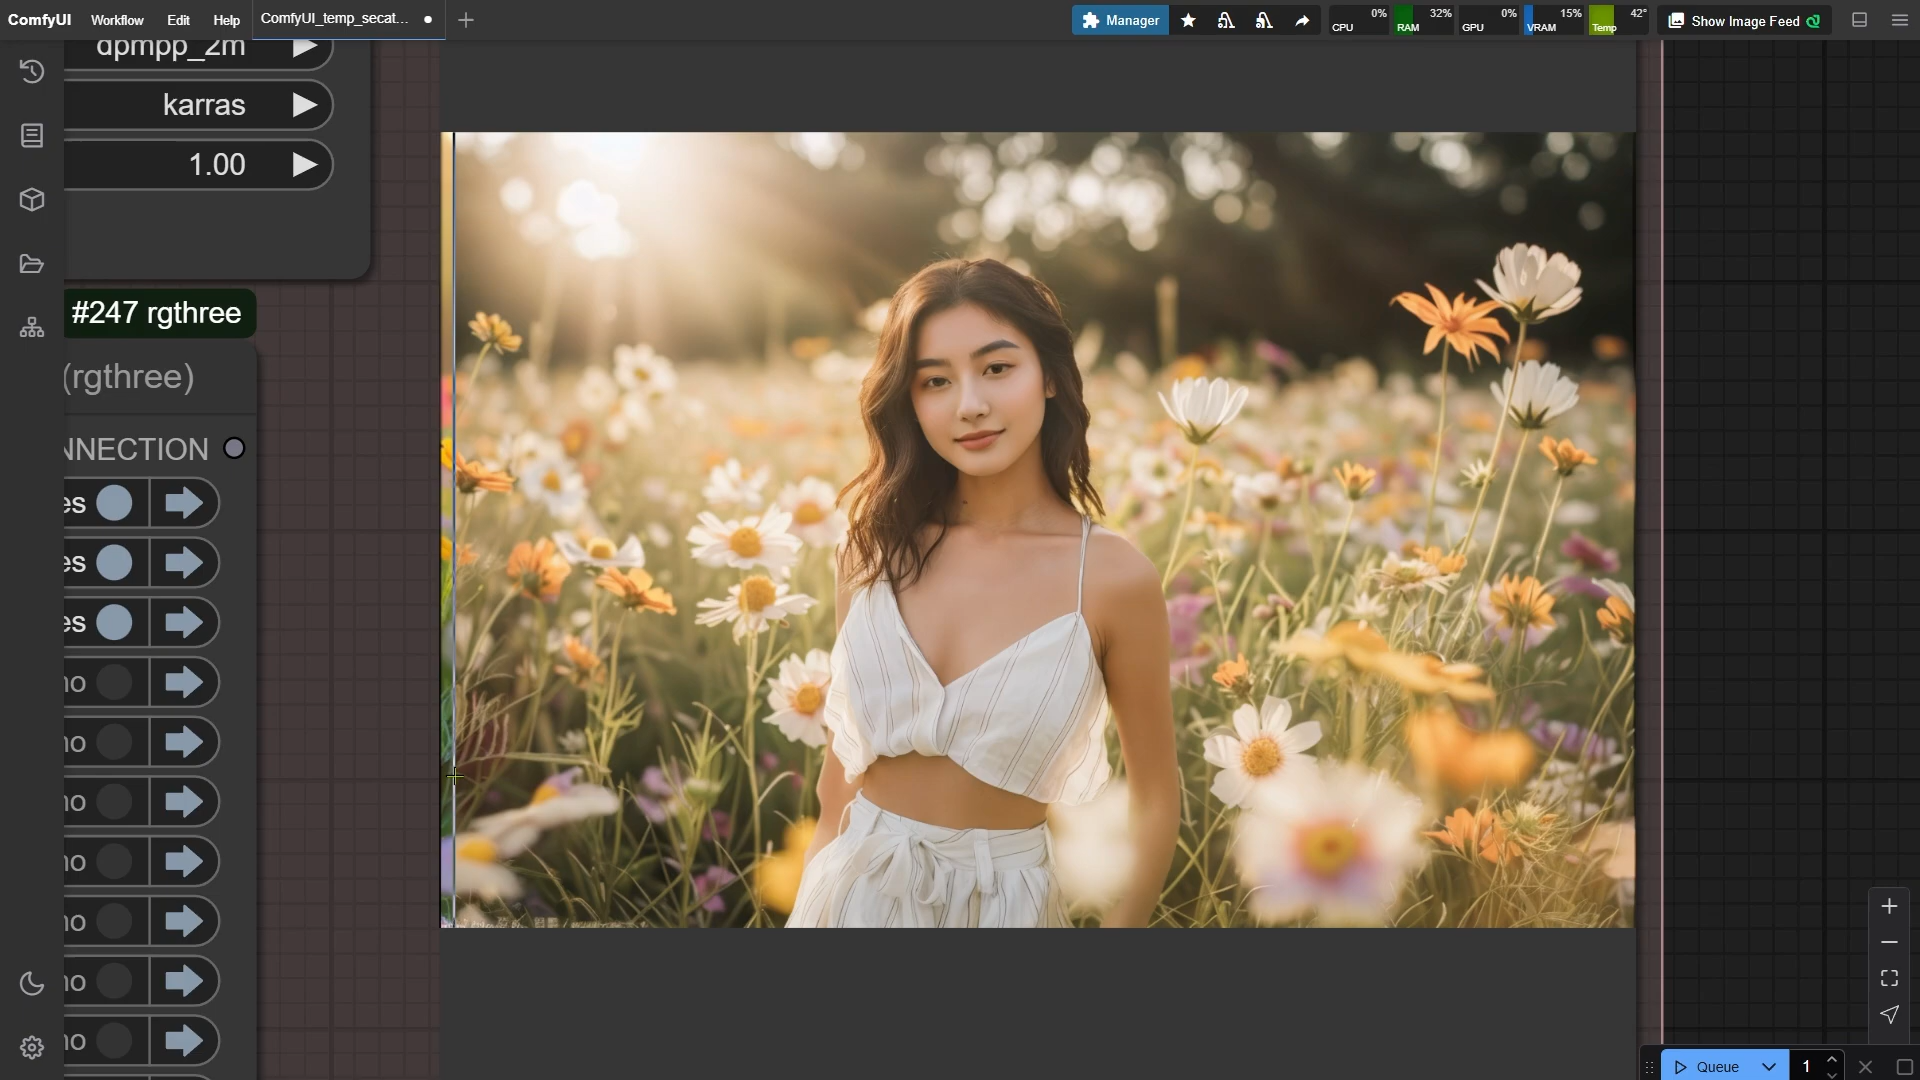 ComfyUI Workflow Edit Help ComfyUI_temp_secat... Manager CPU 0% RAM 32% GPU 0% VRAM 15% Temp 42° Show Image Feed
dpmpp_2m
karras
1.00
#247 rgthree
(rgthree)
NNECTION
es
es
es
no
no
no
no
no
no
no
Queue 1